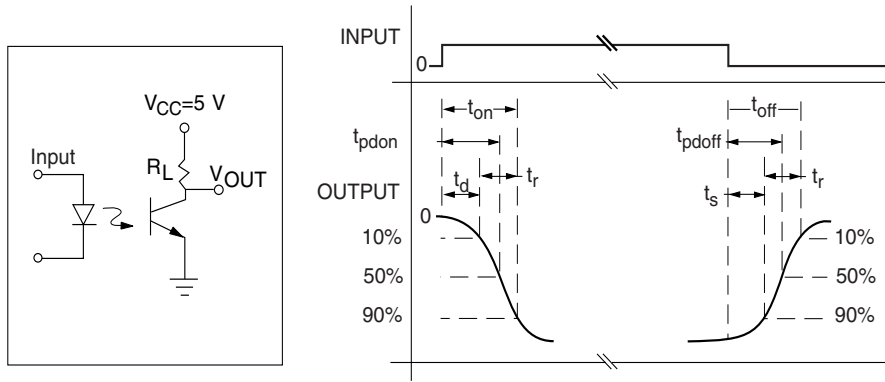 Input
VCC=5 V
RL
VOUT
INPUT
0
ton
toff
tpdon
tpdoff
td
tr
ts
tr
OUTPUT
0
10%
50%
90%
10%
50%
90%